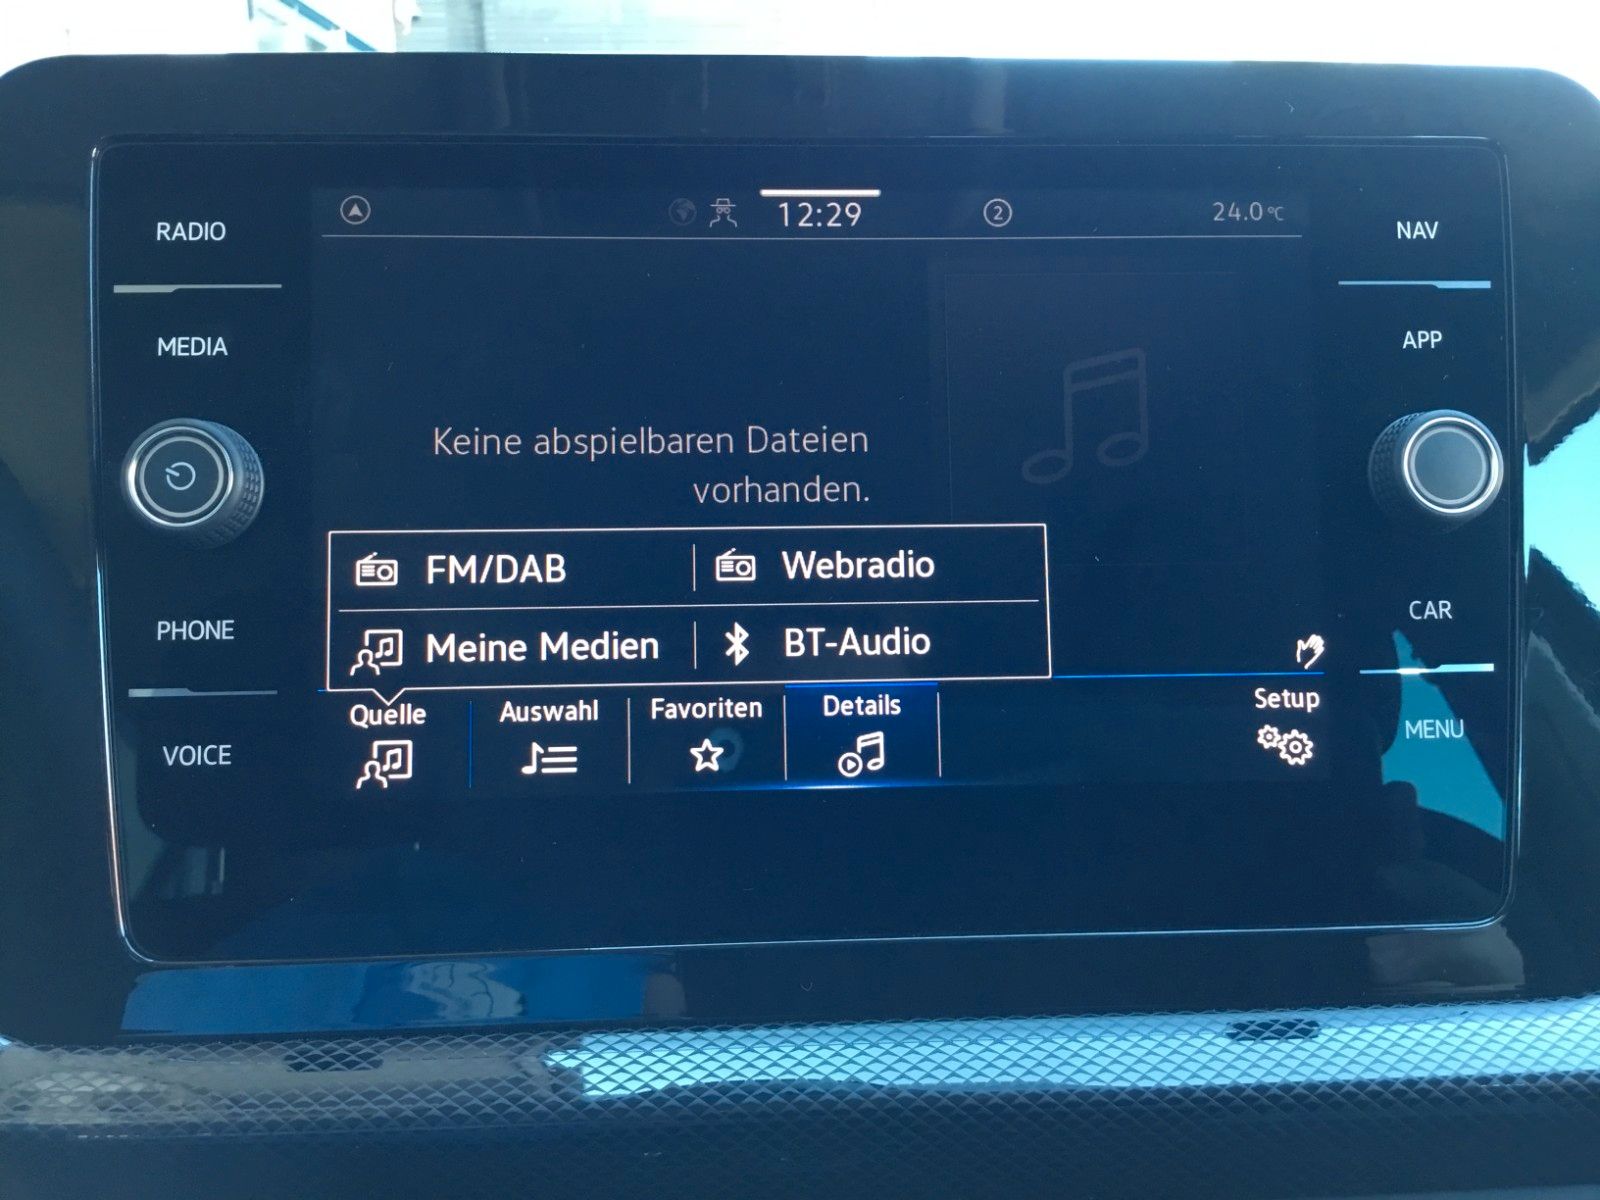 RADIO
MEDIA
PHONE
VOICE
12:29
2
24.0°C
Keine abspielbaren Dateien
vorhanden.
FM/DAB
Webradio
Meine Medien
BT-Audio
Quelle
Auswahl
Favoriten
Details
Setup
NAV
APP
CAR
MENU